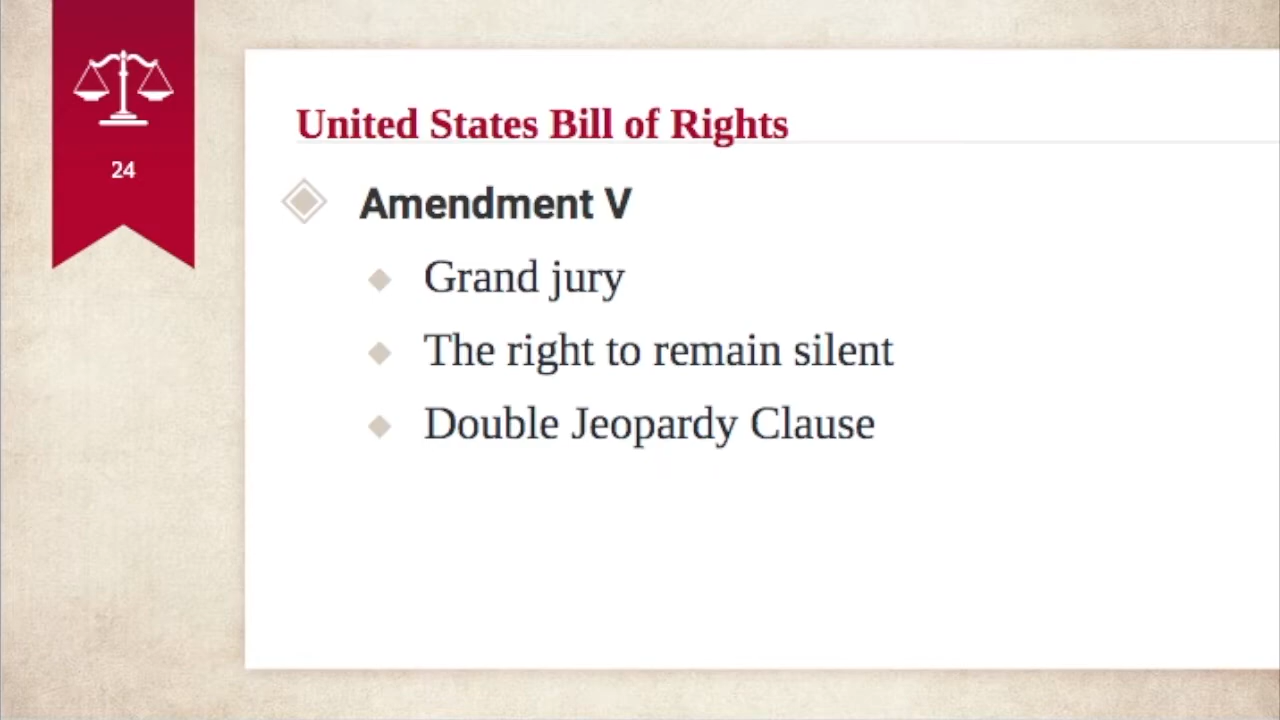 24
United States Bill of Rights
Amendment V
Grand jury
The right to remain silent
Double Jeopardy Clause